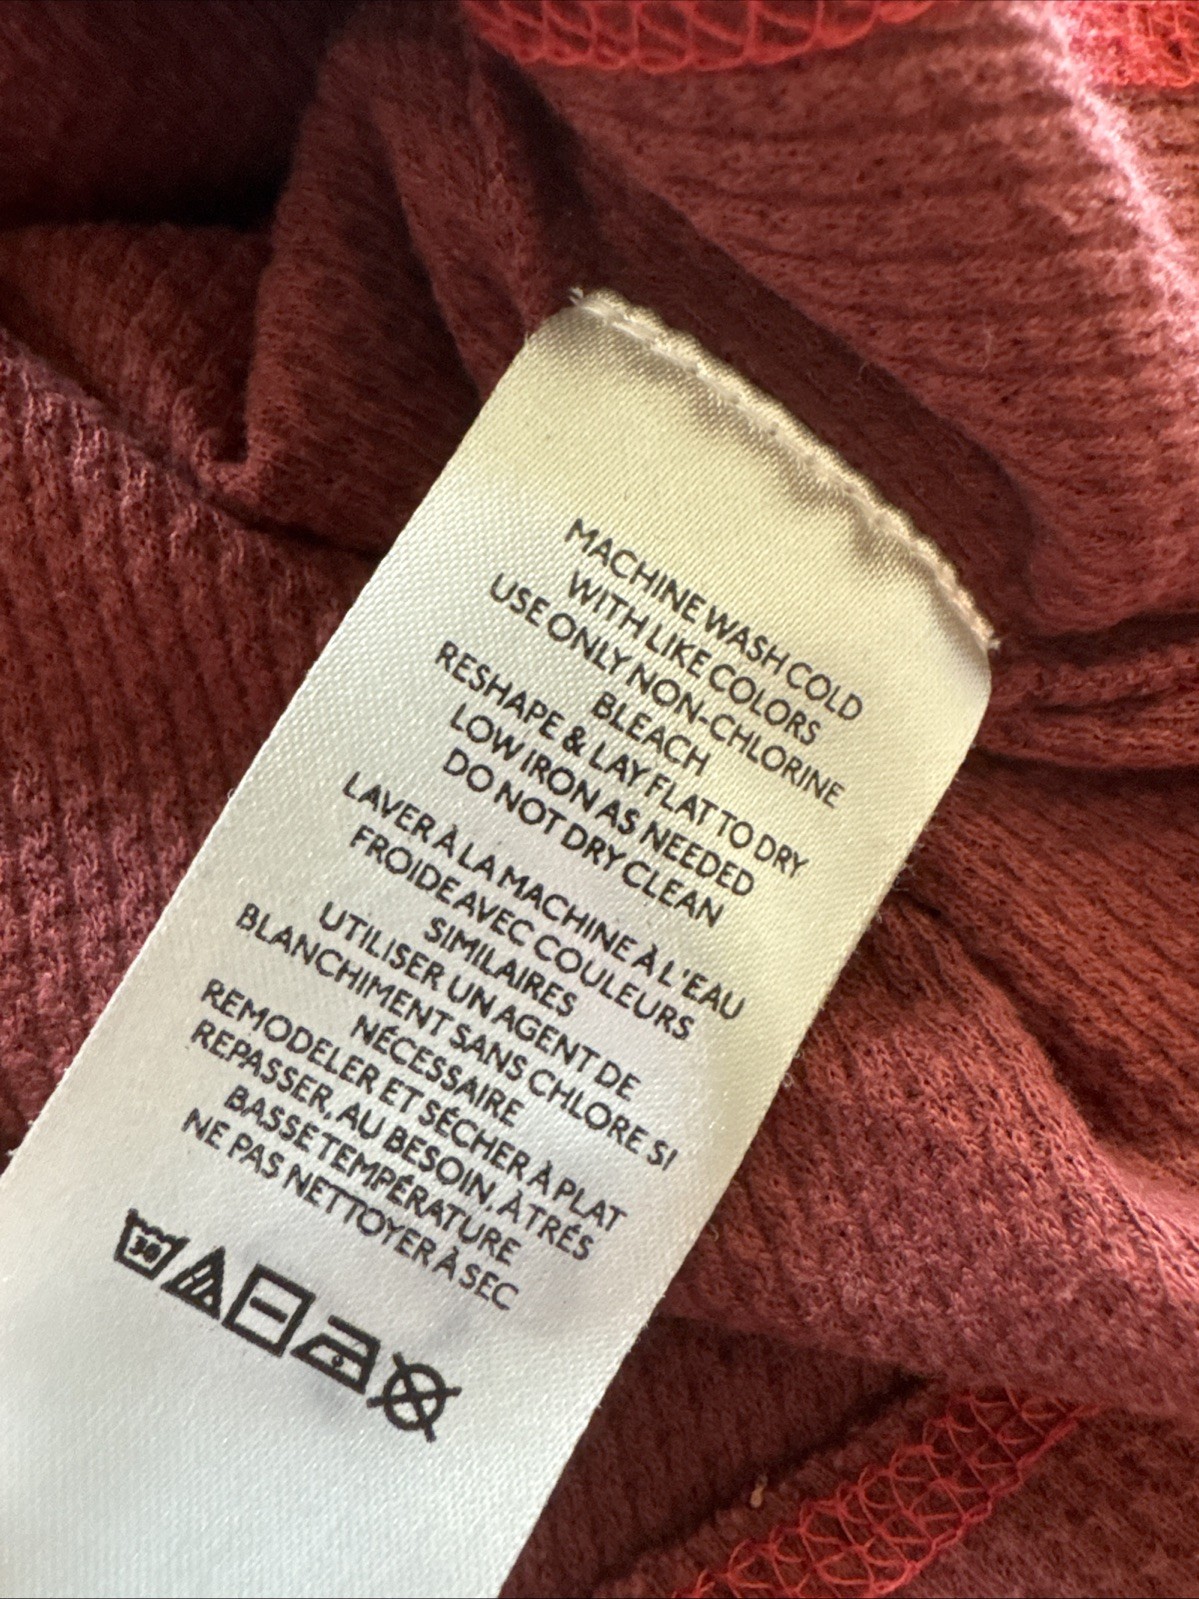 MACHINE WASH COLD
WITH LIKE COLORS
USE ONLY NON-CHLORINE
BLEACH
RESHAPE & LAY FLAT TO DRY
LOW IRON AS NEEDED
DO NOT DRY CLEAN
LAVER À LA MACHINE À L'EAU
FROIDE AVEC COULEURS
SIMILAIRES
UTILISER UN AGENT DE
BLANCHIMENT SANS CHLORE SI
NÉCESSAIRE
REMODELER ET SÉCHER À PLAT
REPASSER, AU BESOIN, À TRÉS
BASSE TEMPÉRATURE
NE PAS NETTOYER À SEC
30